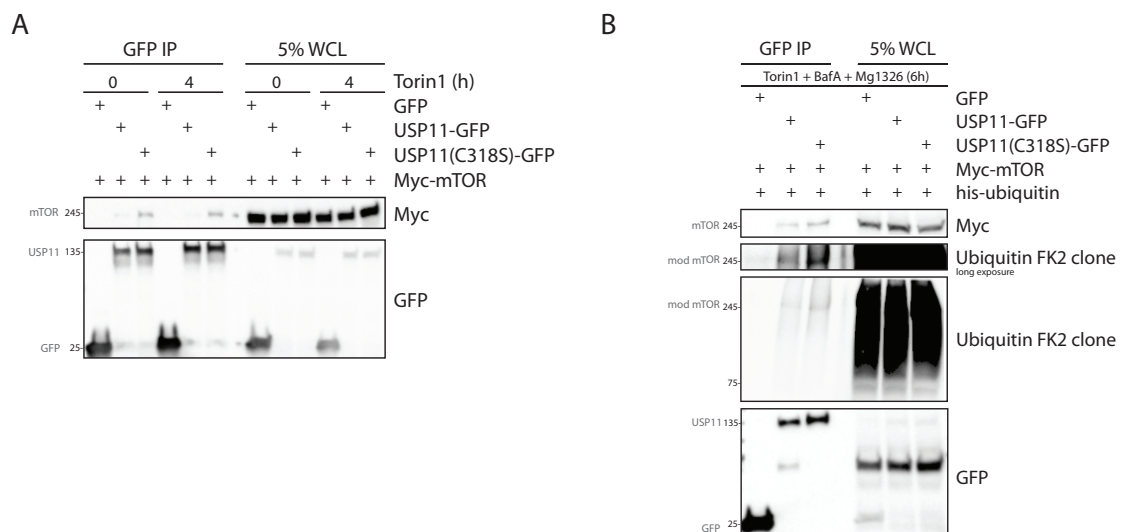 A
GFP IP 5% WCL
0 4 0 4 Torin1 (h)
+ + + + GFP
+ + + + USP11-GFP
+ + + + USP11(C318S)-GFP
+ + + + + + + + + + + + Myc-mTOR
mTOR 245- Myc
USP11 135-
GFP
GFP 25-
B
GFP IP 5% WCL
Torin1 + BafA + Mg1326 (6h)
+ + GFP
+ + USP11-GFP
+ + USP11(C318S)-GFP
+ + + + + + Myc-mTOR
+ + + + + + his-ubiquitin
mTOR 245- Myc
mod mTOR 245- Ubiquitin FK2 clone
long exposure
mod mTOR 245-
Ubiquitin FK2 clone
75-
USP11 135-
GFP
GFP 25-